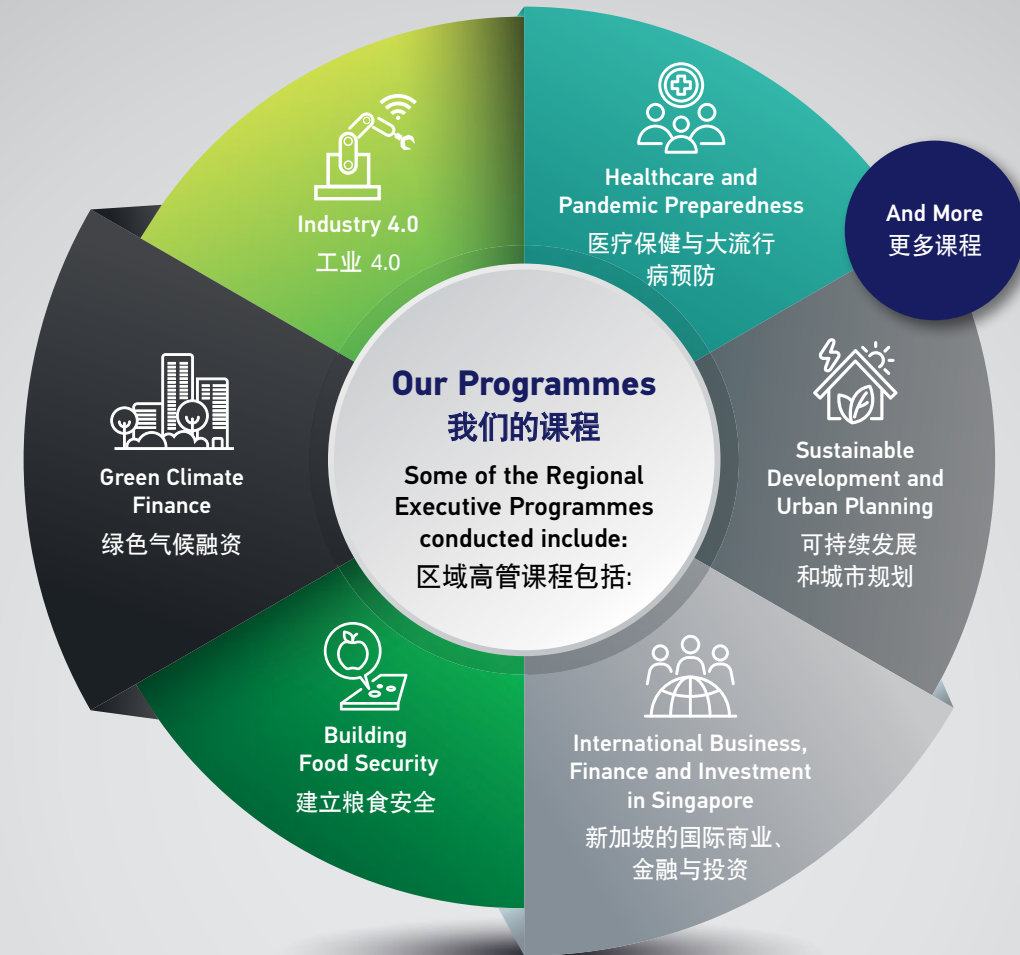 Our Programmes
我们的课程
Some of the Regional
Executive Programmes
conducted include:
区域高管课程包括:
Industry 4.0
工业 4.0
Healthcare and
Pandemic Preparedness
医疗保健与大流行
病预防
And More
更多课程
Sustainable
Development and
Urban Planning
可持续发展
和城市规划
International Business,
Finance and Investment
in Singapore
新加坡的国际商业、
金融与投资
Building
Food Security
建立粮食安全
Green Climate
Finance
绿色气候融资